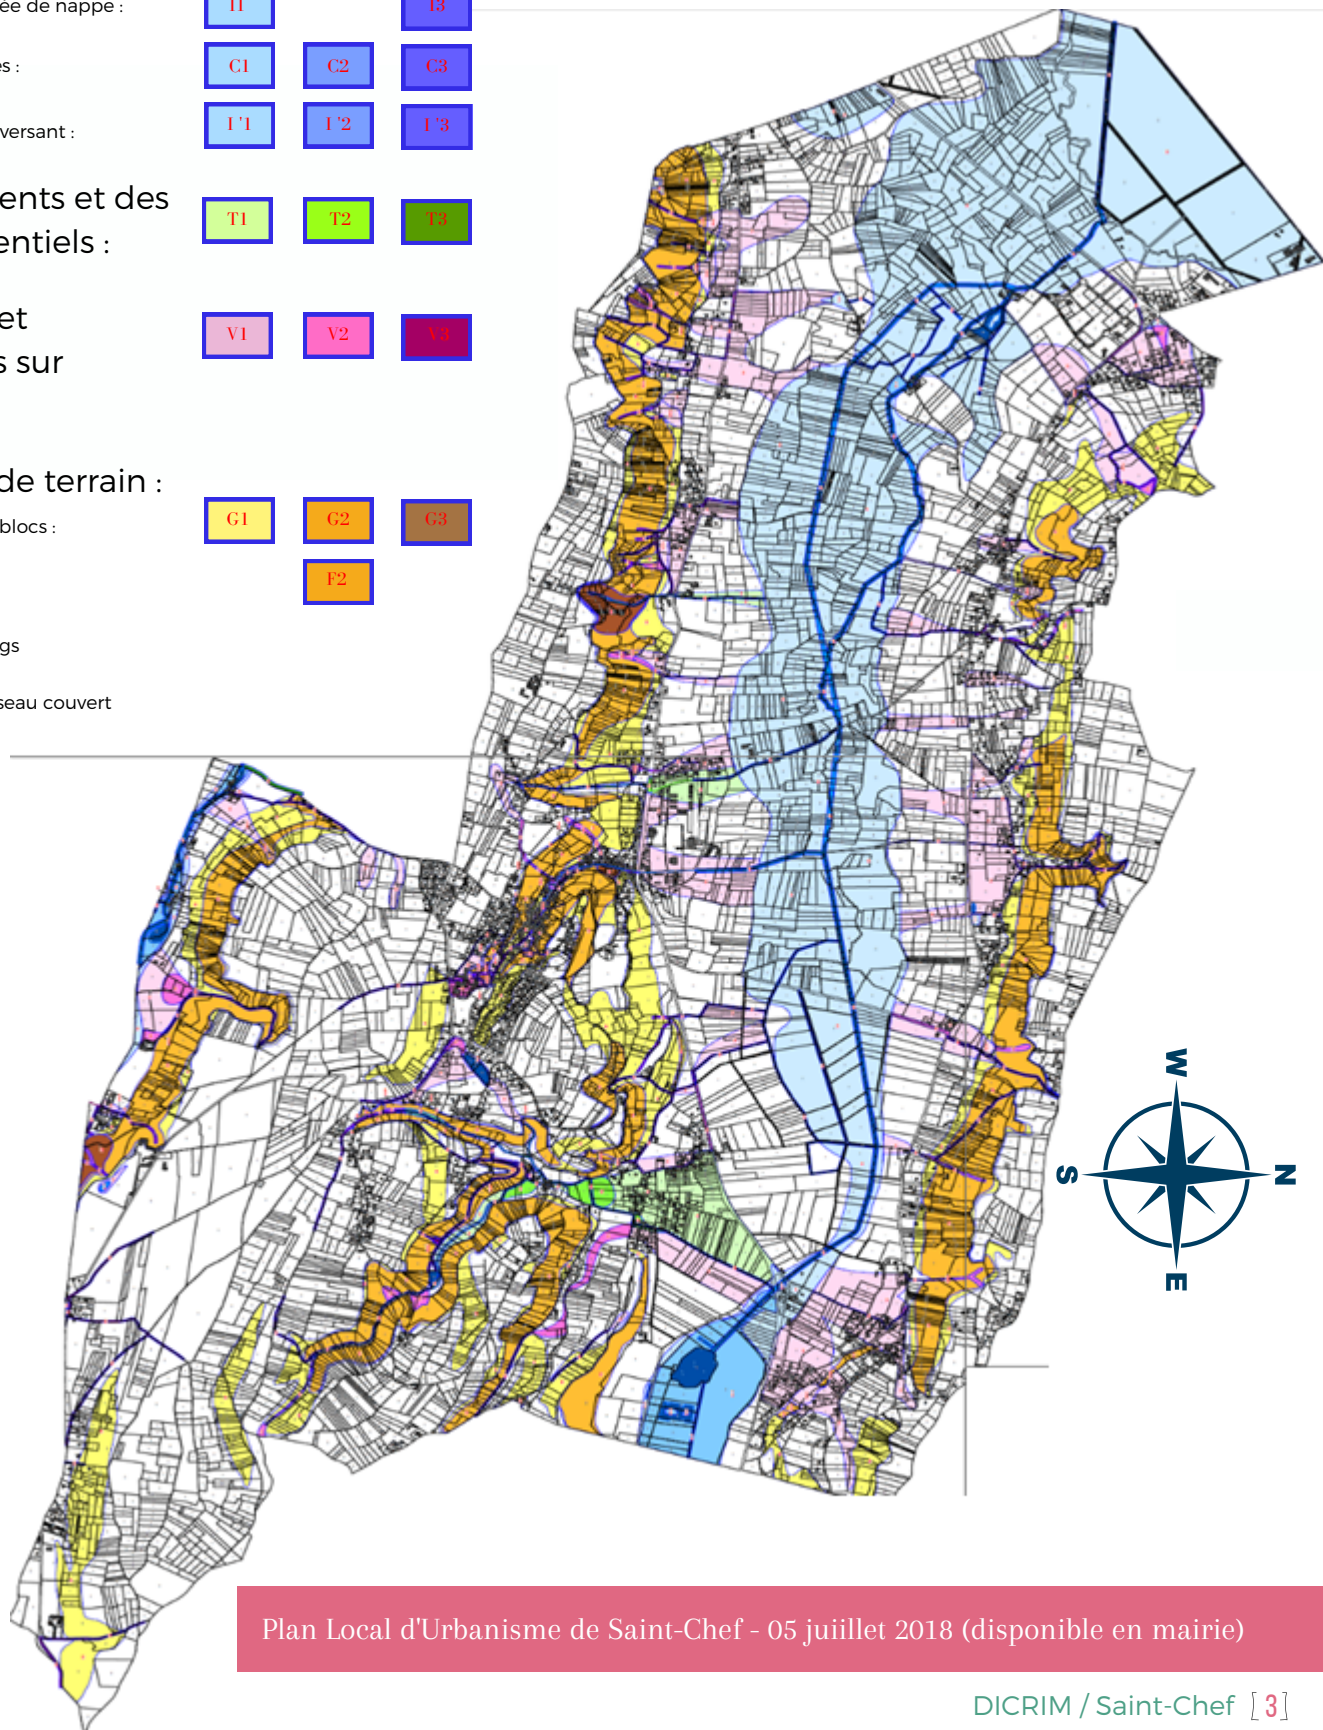 ée de nappe :
I1 I3
es :
C1 C2 C3
versant :
I '1 I '2 I '3
ents et des
entiels :
T1 T2 T3
et
s sur
V1 V2 V3
de terrain :
blocs :
G1 G2 G3
F2
gs
seau couvert
W
S N
E
Plan Local d'Urbanisme de Saint-Chef - 05 juiillet 2018 (disponible en mairie)
DICRIM / Saint-Chef [ 3 ]